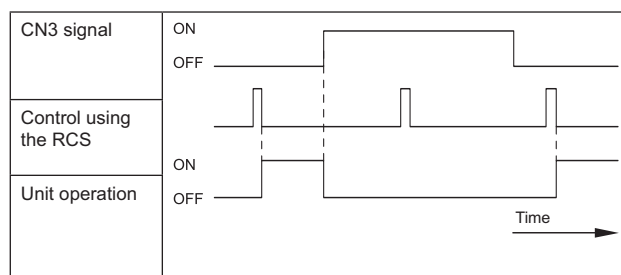 CN3 signal
ON
OFF
Control using
the RCS
ON
Unit operation
OFF
Time